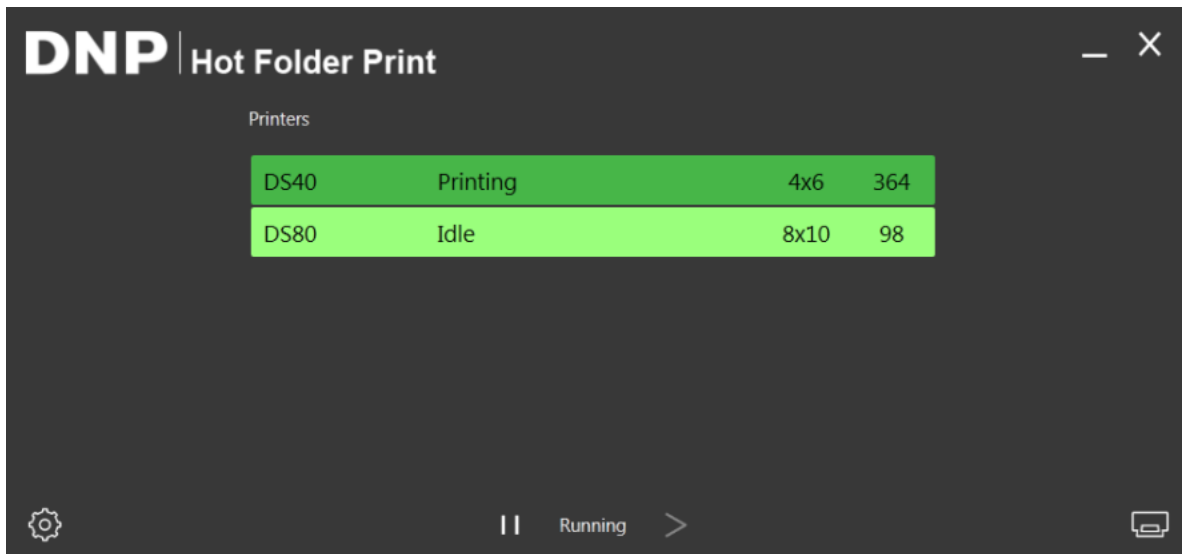 DNP Hot Folder Print
Printers
DS40 Printing 4x6 364
DS80 Idle 8x10 98
Running